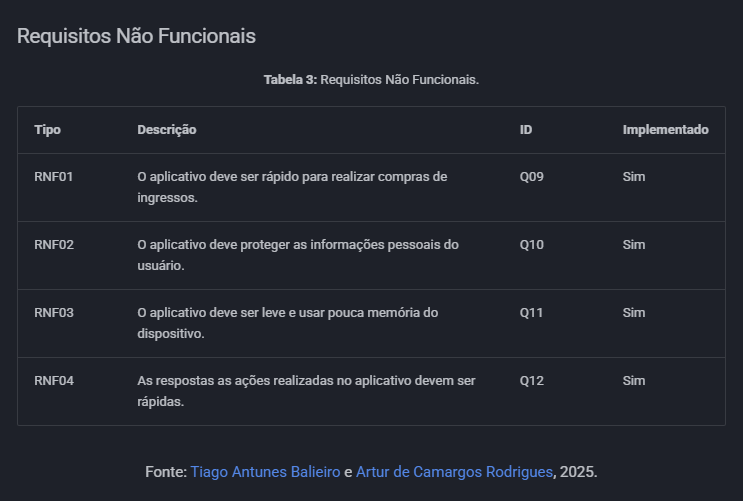 Requisitos Não Funcionais
Tabela 3: Requisitos Não Funcionais.
Tipo Descrição ID Implementado
RNF01 O aplicativo deve ser rápido para realizar compras de Q09 Sim
ingressos.
RNF02 O aplicativo deve proteger as informações pessoais do Q10 Sim
usuário.
RNF03 O aplicativo deve ser leve e usar pouca memória do Q11 Sim
dispositivo.
RNF04 As respostas as ações realizadas no aplicativo devem ser Q12 Sim
rápidas.
Fonte: Tiago Antunes Balieiro e Artur de Camargos Rodrigues, 2025.